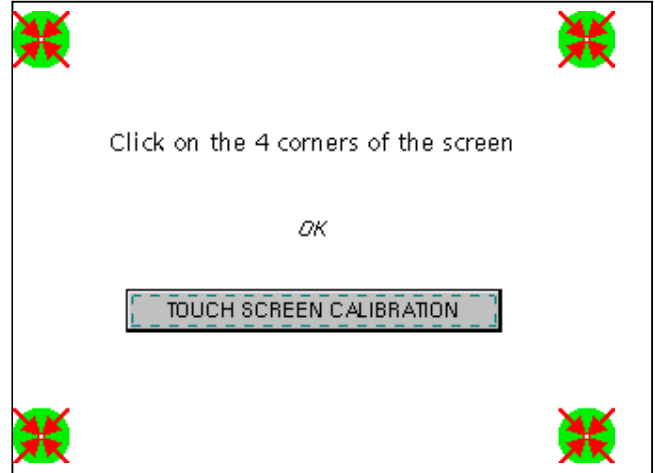 Click on the 4 corners of the screen
OK
TOUCH SCREEN CALIBRATION